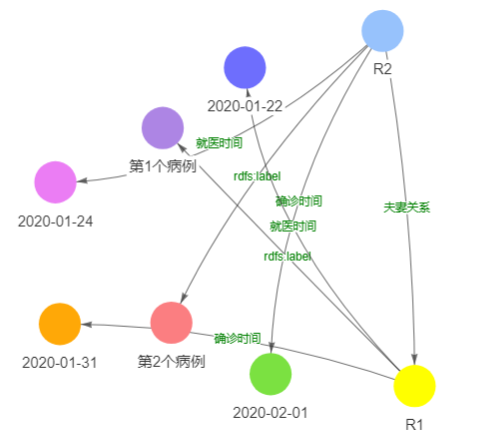 R2
2020-01-22
就医时间
第1个病例
rdfs:label
2020-01-24
确诊时间
夫妻关系
就医时间
rdfs:label
确诊时间
2020-01-31
第2个病例
2020-02-01
R1